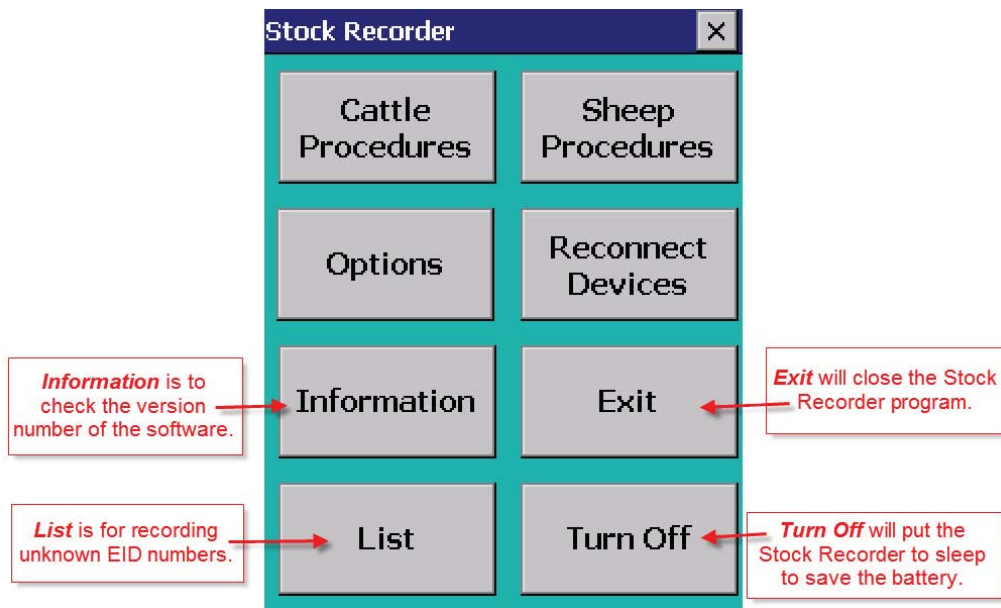 Stock Recorder
Cattle
Procedures
Sheep
Procedures
Options
Reconnect
Devices
Information is to
check the version
number of the software.
Information
Exit
Exit will close the Stock
Recorder program.
List is for recording
unknown EID numbers.
List
Turn Off
Turn Off will put the
Stock Recorder to sleep
to save the battery.